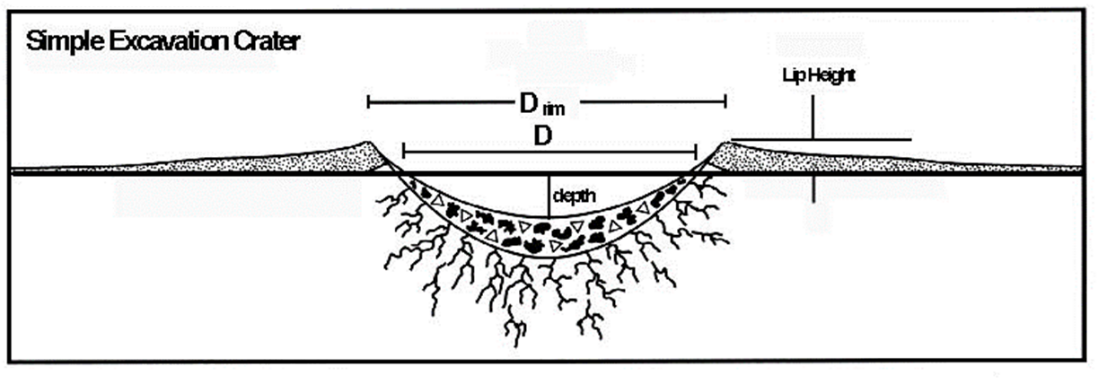 Simple Excavation Crater
Lip Height
D rim
D
depth